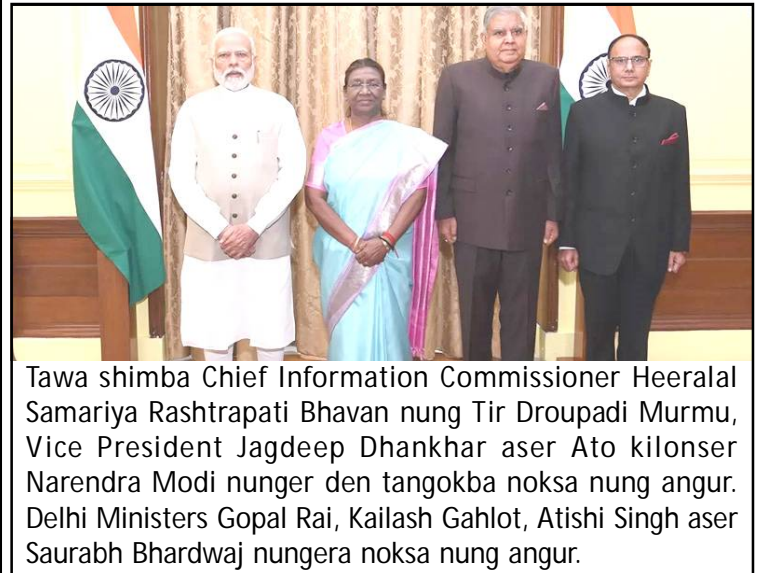 Tawa shimba Chief Information Commissioner Heeralal
Samariya Rashtrapati Bhavan nung Tir Droupadi Murmu,
Vice President Jagdeep Dhankhar aser Ato kilonser
Narendra Modi nunger den tangokba noksa nung angur.
Delhi Ministers Gopal Rai, Kailash Gahlot, Atishi Singh aser
Saurabh Bhardwaj nungera noksa nung angur.